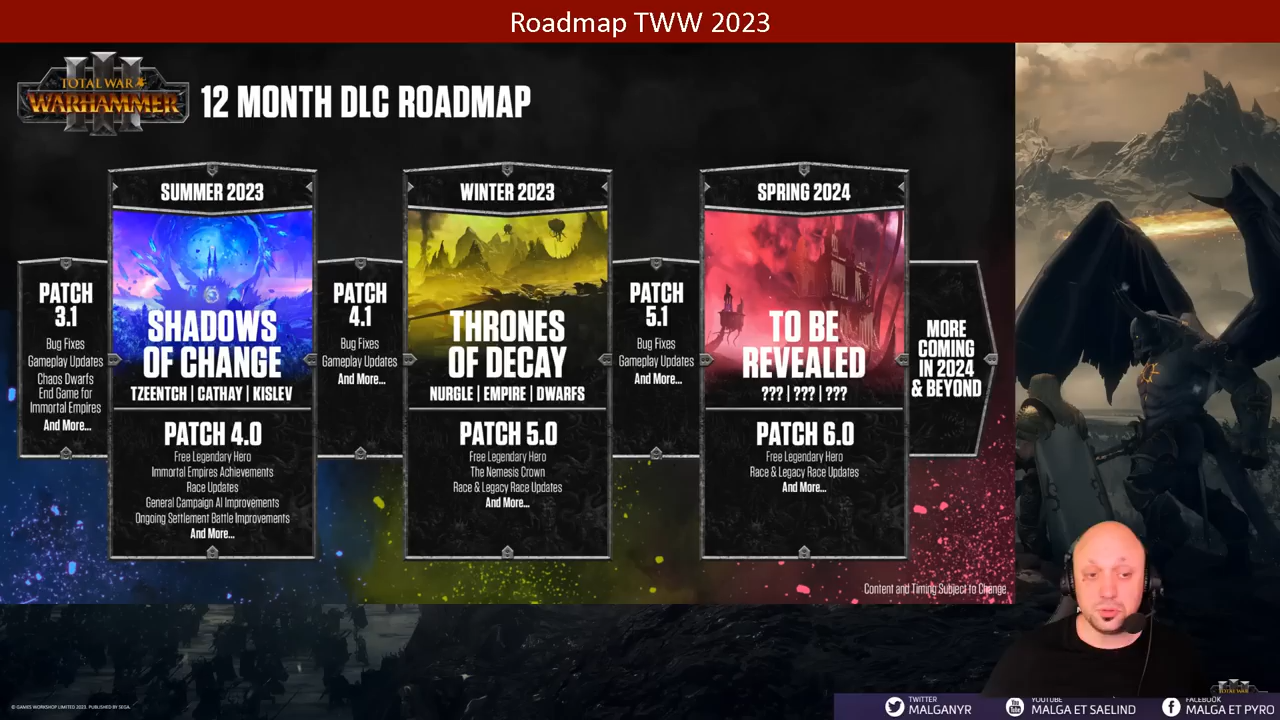 Roadmap TWW 2023
TOTAL WAR
WARHAMMER
III
12 MONTH DLC ROADMAP
PATCH
3.1
Bug Fixes
Gameplay Updates
Chaos Dwarfs
End Game for
Immortal Empires
And More...
SUMMER 2023
SHADOWS
OF CHANGE
TZEENTCH | CATHAY | KISLEV
PATCH 4.0
Free Legendary Hero
Immortal Empires Achievements
Race Updates
General Campaign AI Improvements
Ongoing Settlement Battle Improvements
And More...
PATCH
4.1
Bug Fixes
Gameplay Updates
And More...
WINTER 2023
THRONES
OF DECAY
NURGLE | EMPIRE | DWARFS
PATCH 5.0
Free Legendary Hero
The Nemesis Crown
Race & Legacy Race Updates
And More...
PATCH
5.1
Bug Fixes
Gameplay Updates
And More...
SPRING 2024
TO BE
REVEALED
??? | ??? | ???
PATCH 6.0
Free Legendary Hero
Race & Legacy Race Updates
And More...
MORE
COMING
IN 2024
& BEYOND
Content and Timing Subject to Change.
© GAMES WORKSHOP LIMITED 2023. PUBLISHED BY SEGA.
TWITTER
MALGANYR
YOUTUBE
MALGA ET SAELIND
FACEBOOK
MALGA ET PYRO